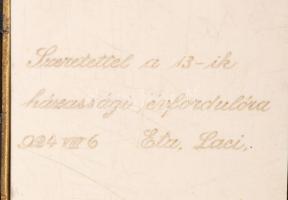 Szeretettel a 13-ik
házassági évfordulóra
924 VIII 6 Eta, Laci.